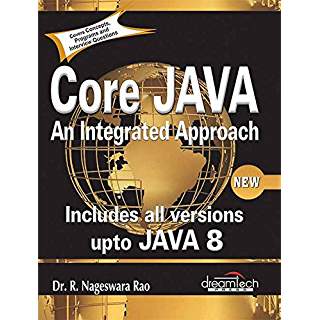 Covers Concepts,
Programs and
Interview Questions
Core JAVA
An Integrated Approach
NEW
Includes all versions
upto JAVA 8
Dr. R. Nageswara Rao
dreamtech
PRESS